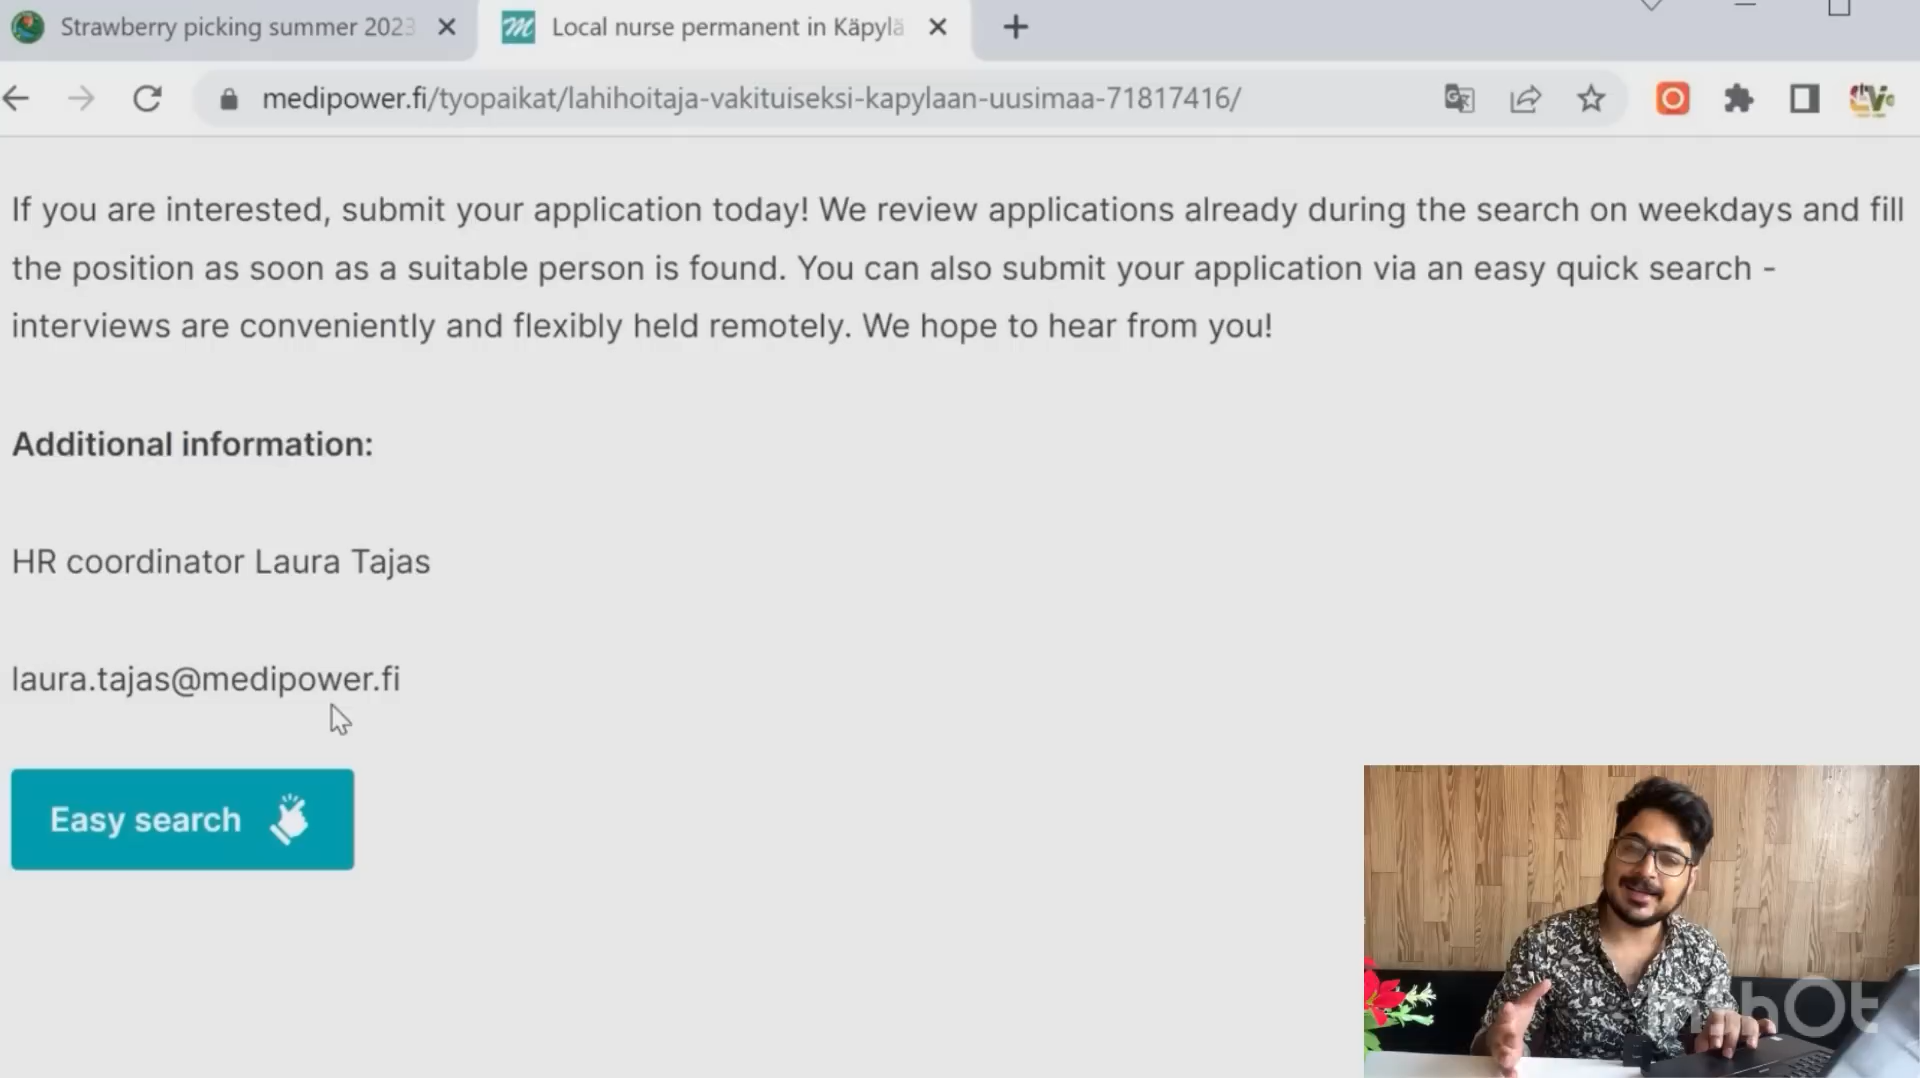 Strawberry picking summer 2023
Local nurse permanent in Käpylä
medipower.fi/tyopaikat/lahihoitaja-vakituiseksi-kapylaan-uusimaa-71817416/
If you are interested, submit your application today! We review applications already during the search on weekdays and fill
the position as soon as a suitable person is found. You can also submit your application via an easy quick search -
interviews are conveniently and flexibly held remotely. We hope to hear from you!
Additional information:
HR coordinator Laura Tajas
laura.tajas@medipower.fi
Easy search
InShOt